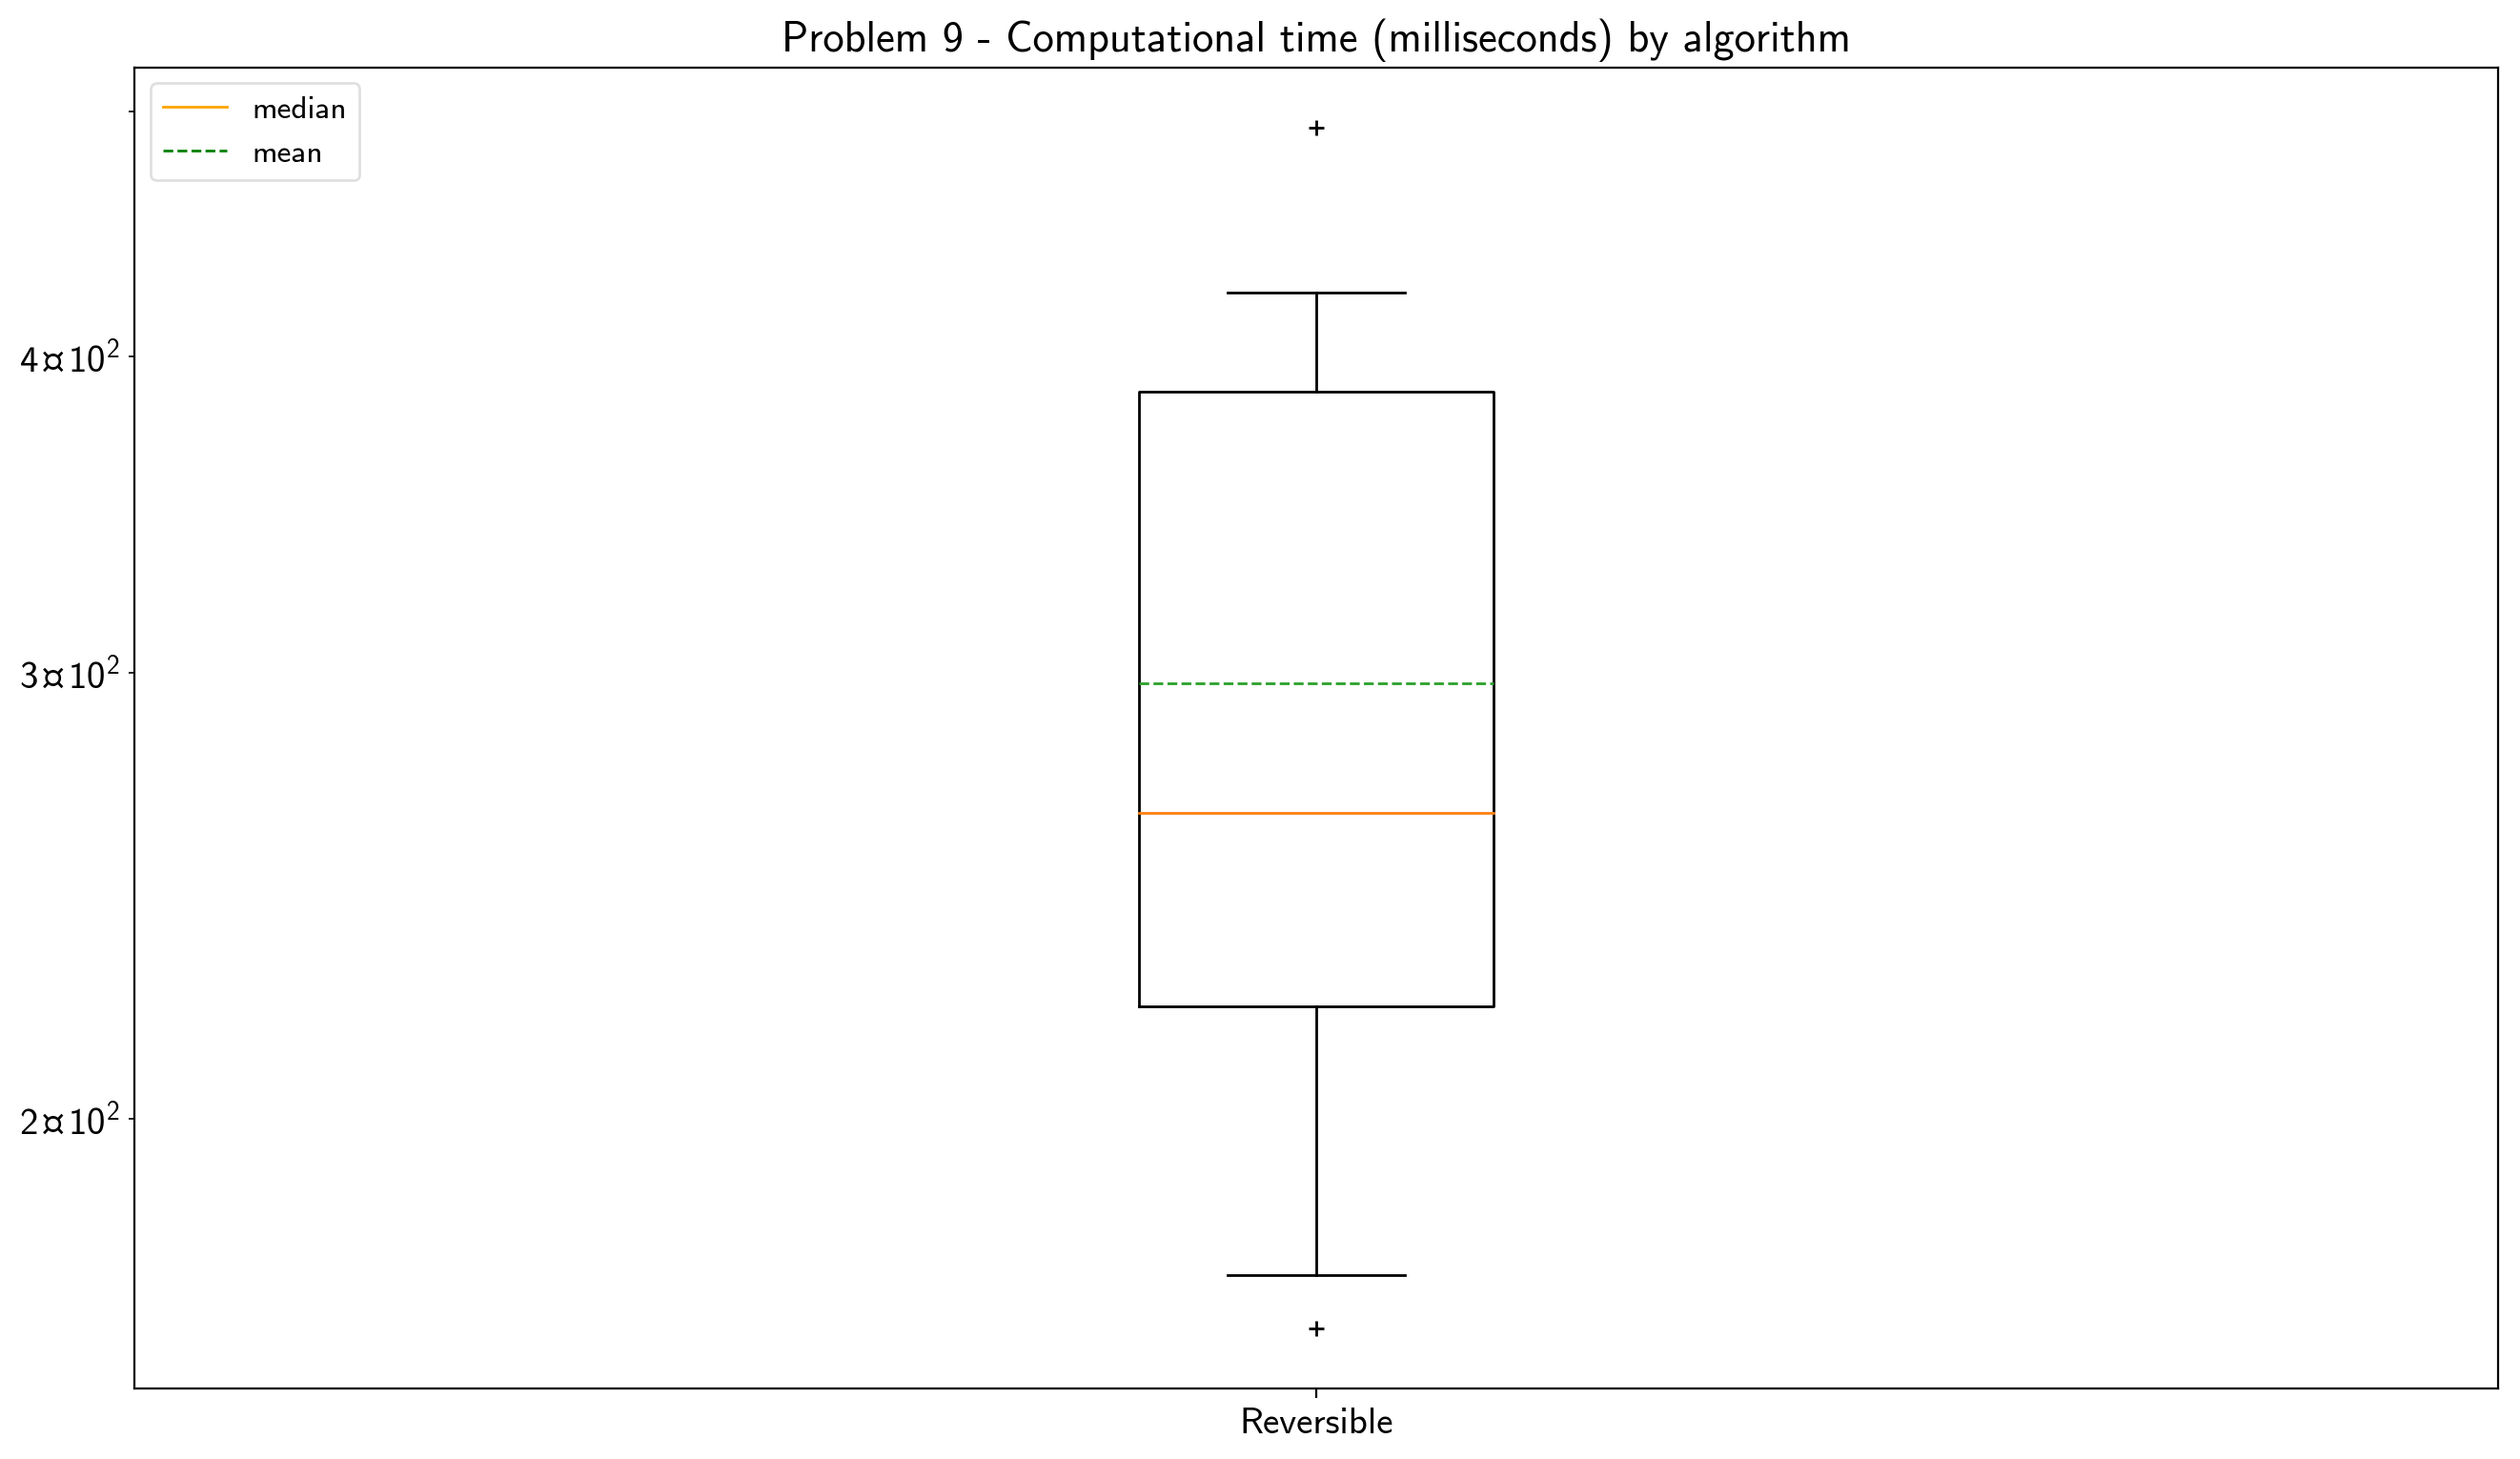 Problem 9 - Computational time (milliseconds) by algorithm
median
mean
4¤10²
3¤10²
2¤10²
Reversible